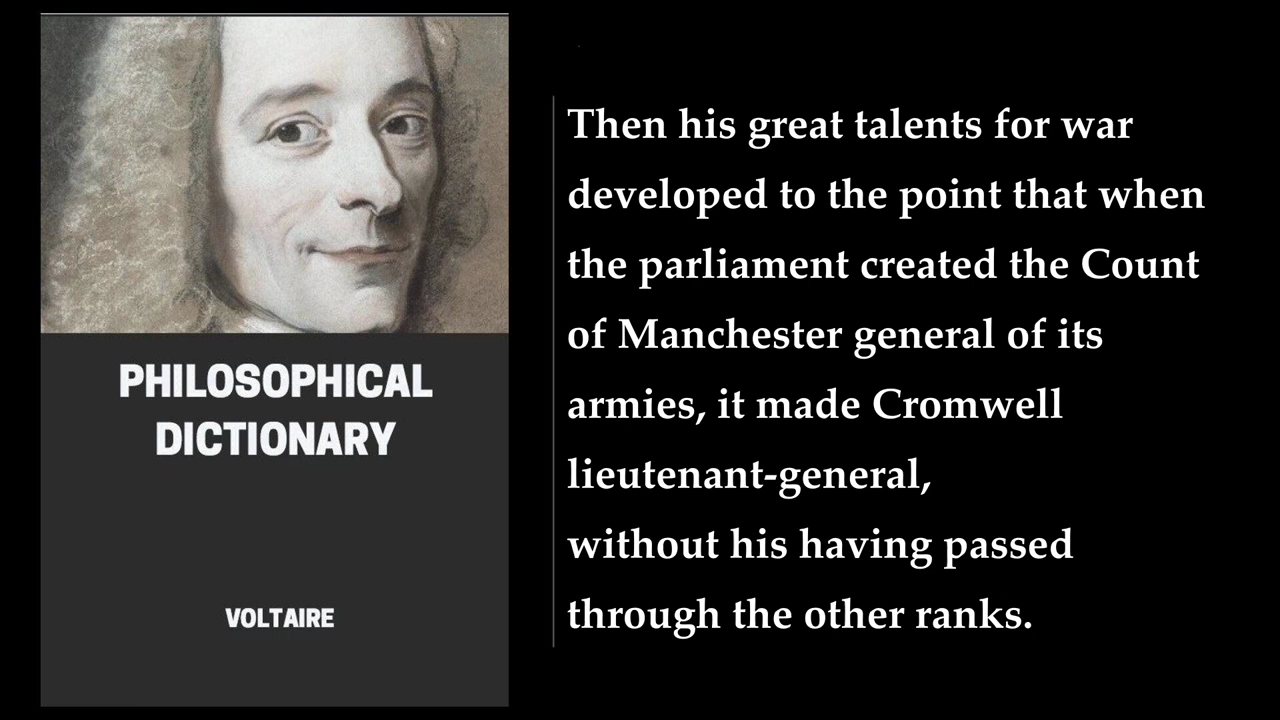 PHILOSOPHICAL
DICTIONARY
VOLTAIRE
Then his great talents for war
developed to the point that when
the parliament created the Count
of Manchester general of its
armies, it made Cromwell
lieutenant-general,
without his having passed
through the other ranks.